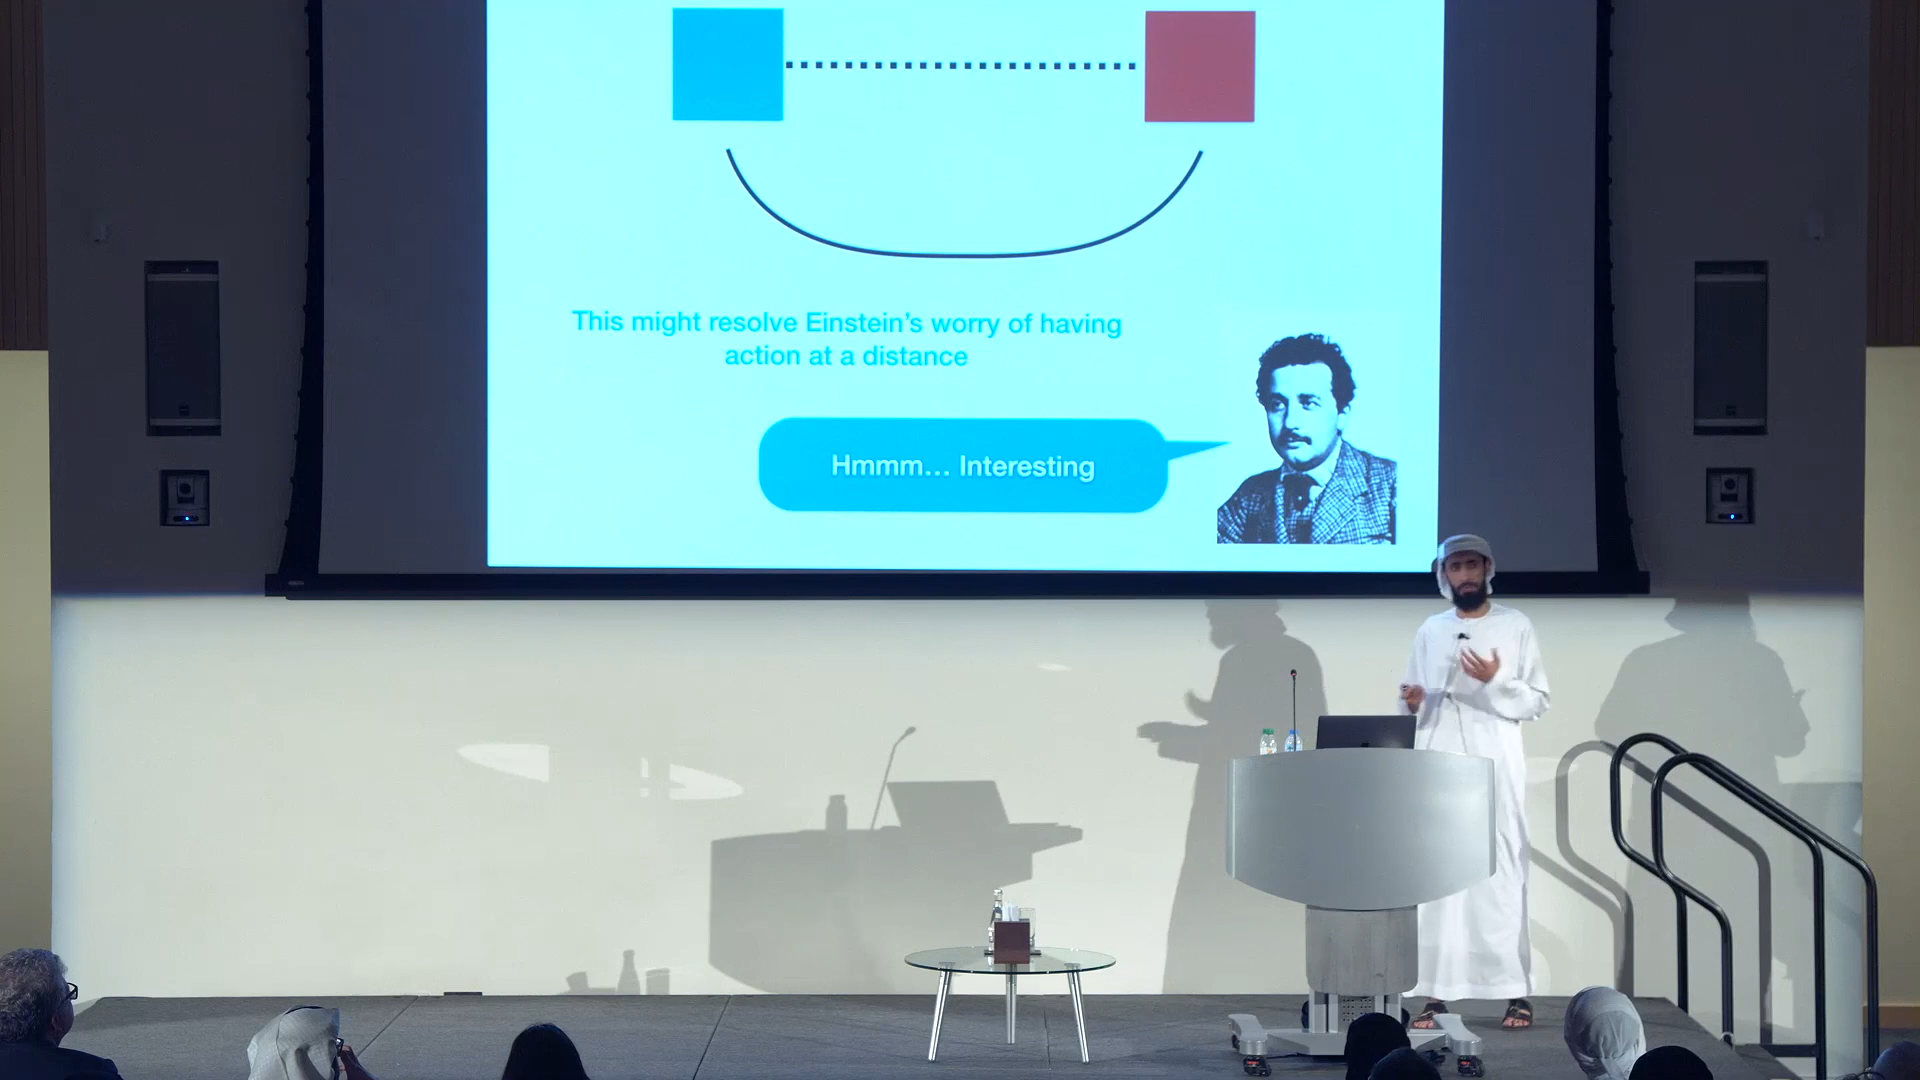 This might resolve Einstein's worry of having
action at a distance
Hmmm... Interesting